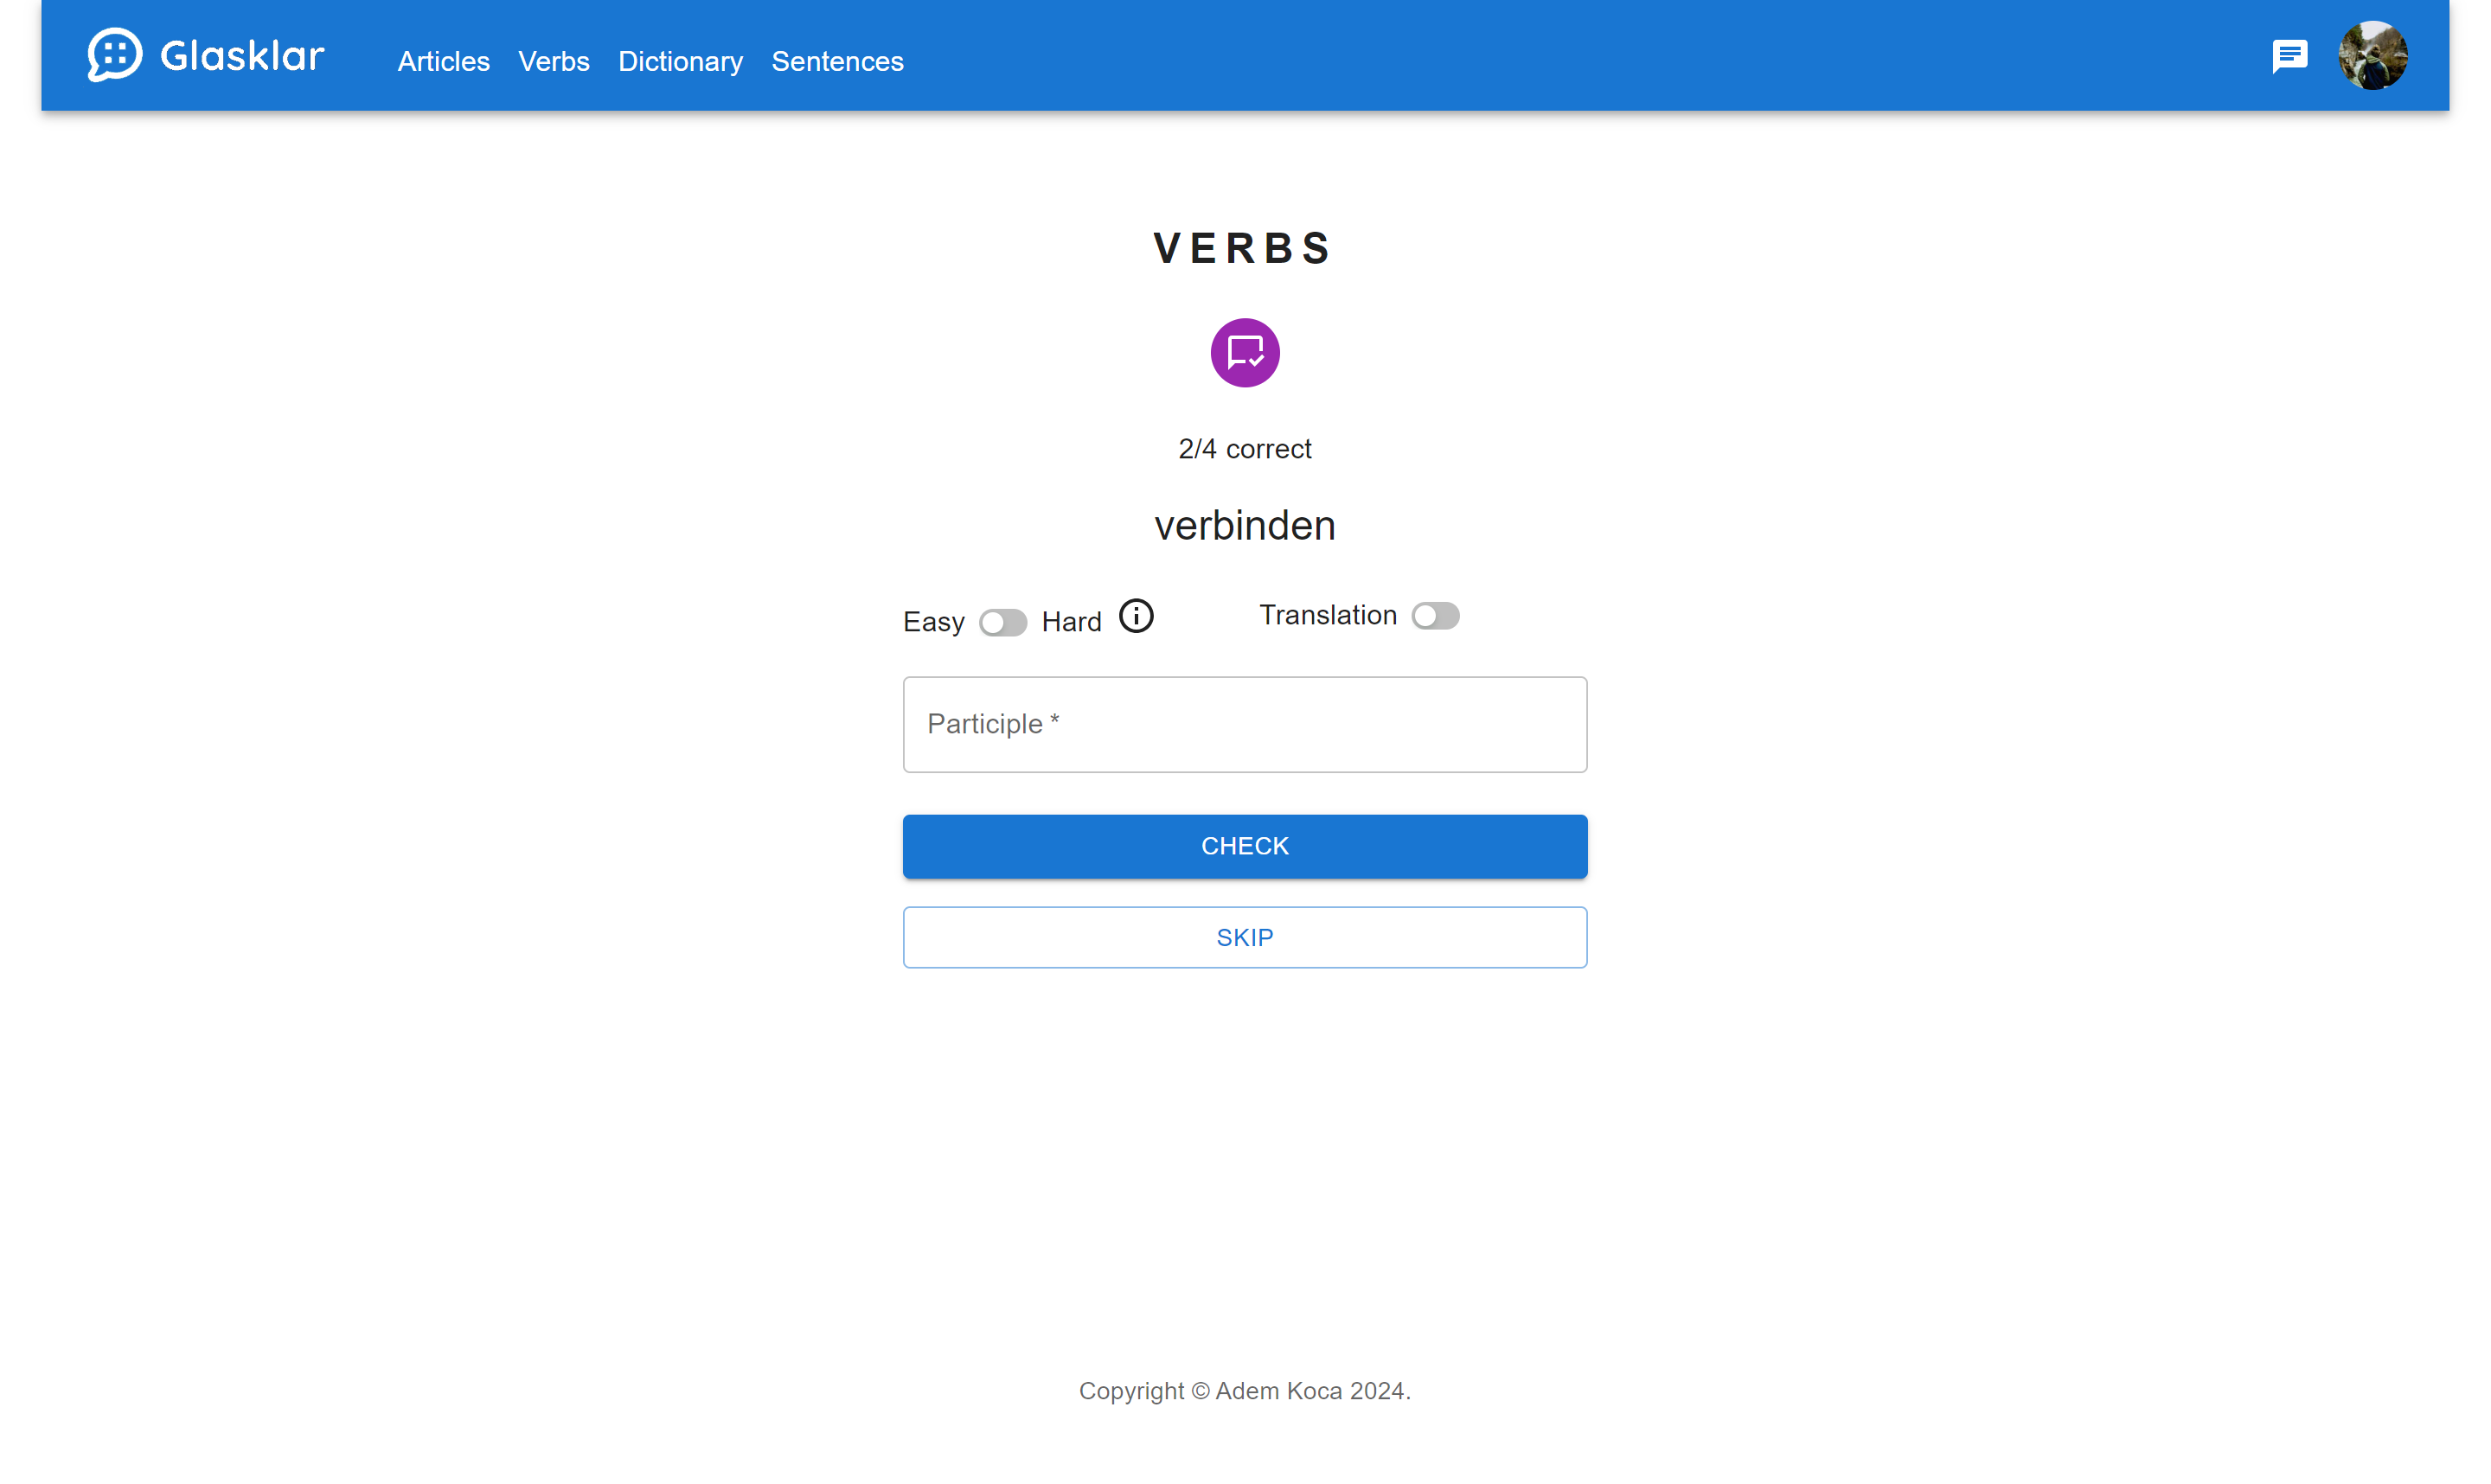 Glasklar Articles Verbs Dictionary Sentences
VERBS
2/4 correct
verbinden
Easy Hard Translation
Participle *
CHECK
SKIP
Copyright © Adem Koca 2024.